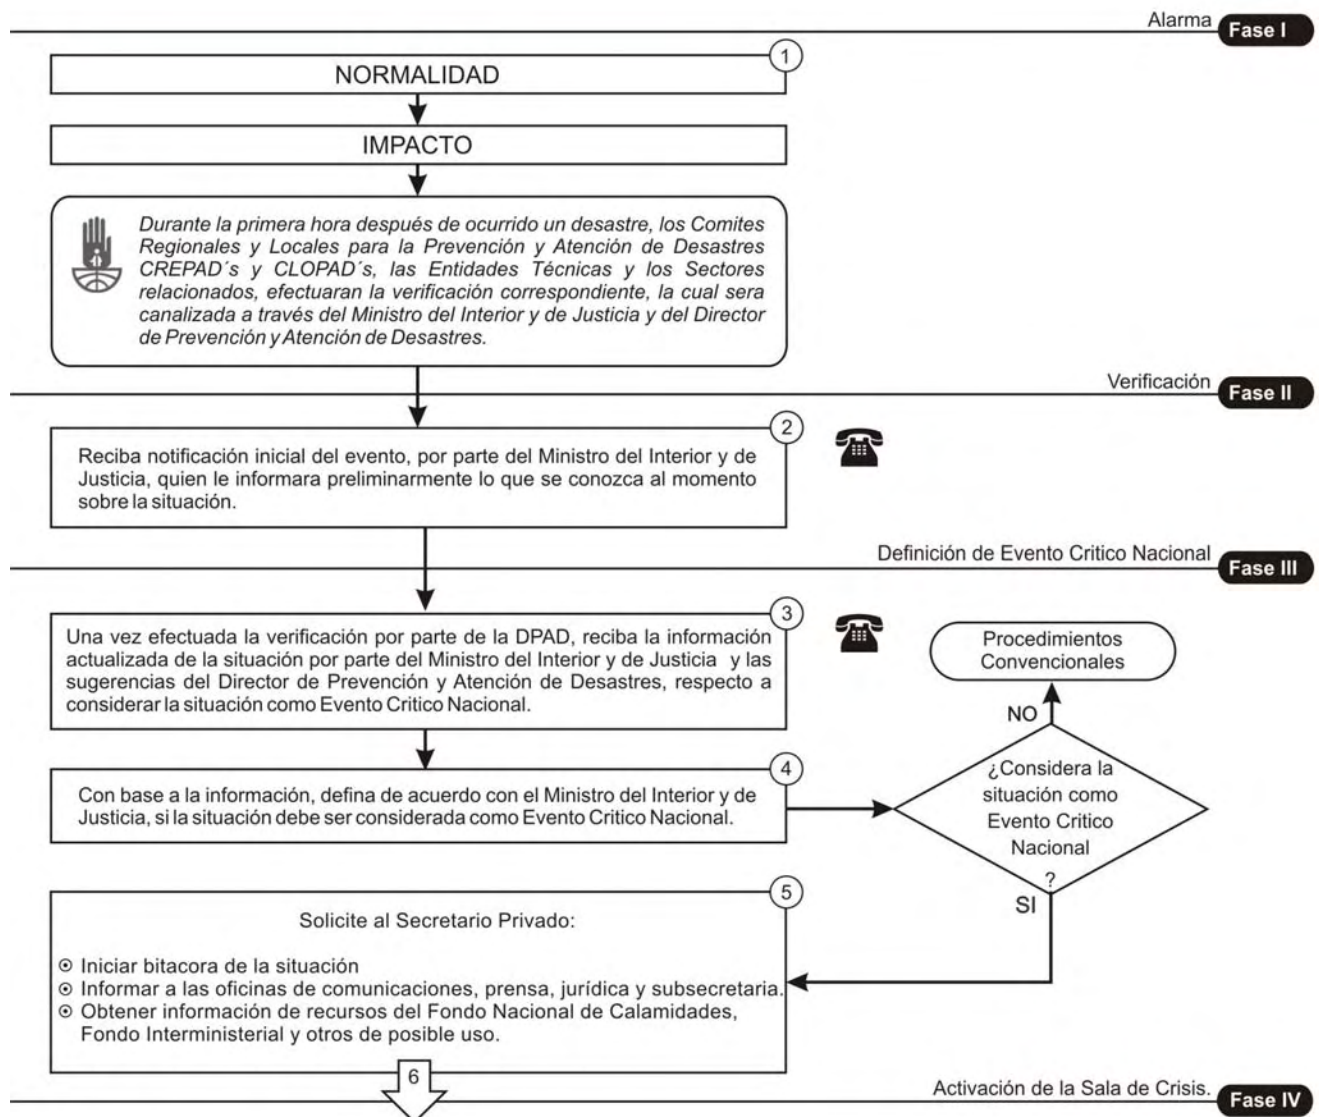 Alarma Fase I
1
NORMALIDAD
IMPACTO
Durante la primera hora después de ocurrido un desastre, los Comites
Regionales y Locales para la Prevención y Atención de Desastres
CREPAD´s y CLOPAD´s, las Entidades Técnicas y los Sectores
relacionados, efectuaran la verificación correspondiente, la cual sera
canalizada a través del Ministro del Interior y de Justicia y del Director
de Prevención y Atención de Desastres.
Verificación Fase II
2
Reciba notificación inicial del evento, por parte del Ministro del Interior y de
Justicia, quien le informara preliminarmente lo que se conozca al momento
sobre la situación.
Definición de Evento Critico Nacional Fase III
3
Una vez efectuada la verificación por parte de la DPAD, reciba la información
actualizada de la situación por parte del Ministro del Interior y de Justicia y las
sugerencias del Director de Prevención y Atención de Desastres, respecto a
considerar la situación como Evento Critico Nacional.
Procedimientos
Convencionales
NO
4
Con base a la información, defina de acuerdo con el Ministro del Interior y de
Justicia, si la situación debe ser considerada como Evento Critico Nacional.
¿Considera la
situación como
Evento Critico
Nacional
?
SI
5
Solicite al Secretario Privado:
Iniciar bitacora de la situación
Informar a las oficinas de comunicaciones, prensa, jurídica y subsecretaria.
Obtener información de recursos del Fondo Nacional de Calamidades,
Fondo Interministerial y otros de posible uso.
6
Activación de la Sala de Crisis. Fase IV